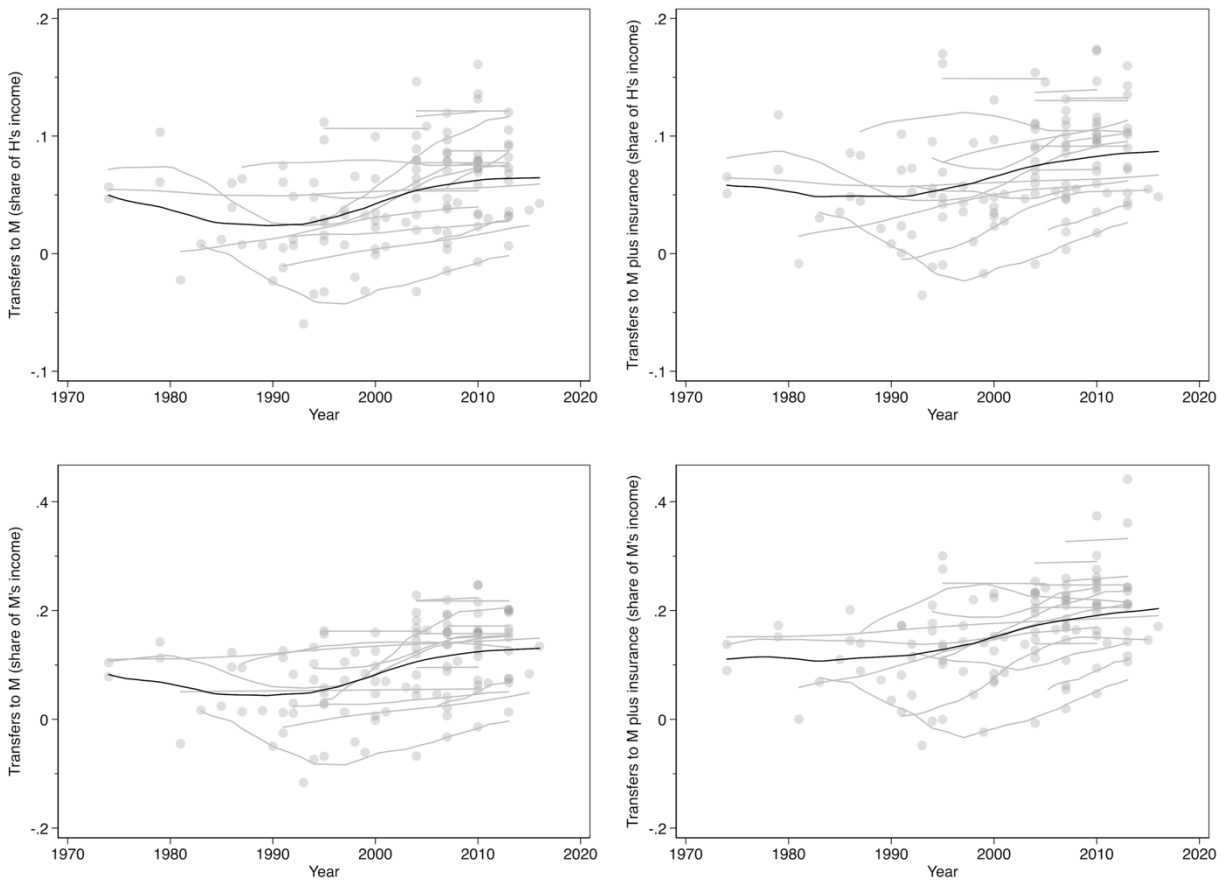 Transfers to M (share of H's income)
.2
.1
0
-.1
1970 1980 1990 2000 2010 2020
Year
Transfers to M plus insurance (share of H's income)
.2
.1
0
-.1
1970 1980 1990 2000 2010 2020
Year
Transfers to M (share of M's income)
.4
.2
0
-.2
1970 1980 1990 2000 2010 2020
Year
Transfers to M plus insurance (share of M's income)
.4
.2
0
-.2
1970 1980 1990 2000 2010 2020
Year